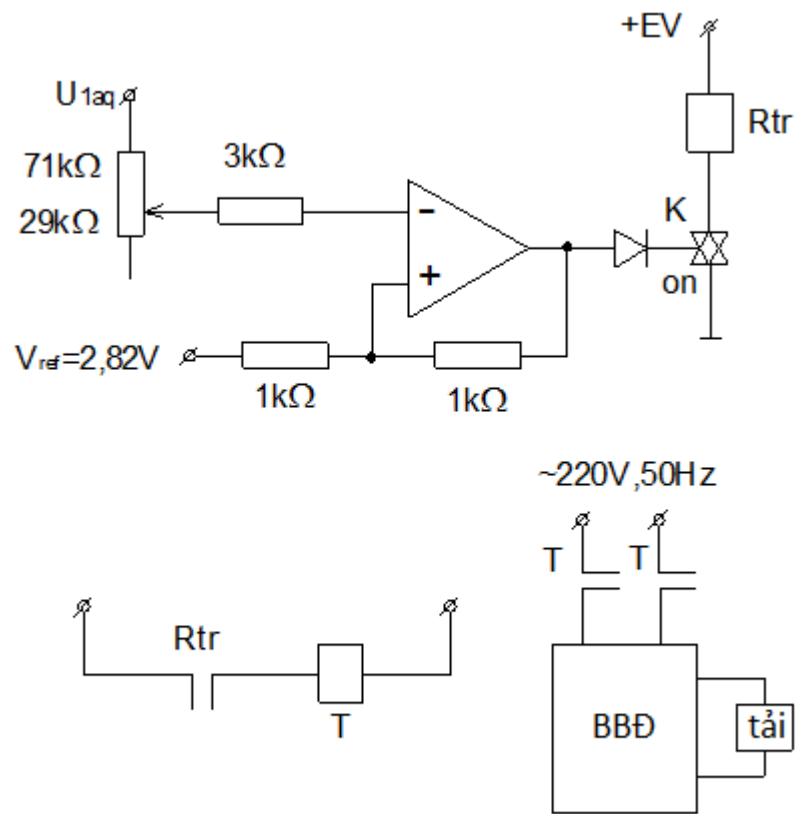 +EV
U1aq
Rtr
71kΩ
3kΩ
29kΩ
K
-
+
on
Vref=2,82V
1kΩ
1kΩ
~220V,50Hz
T
T
Rtr
T
BBĐ
tải